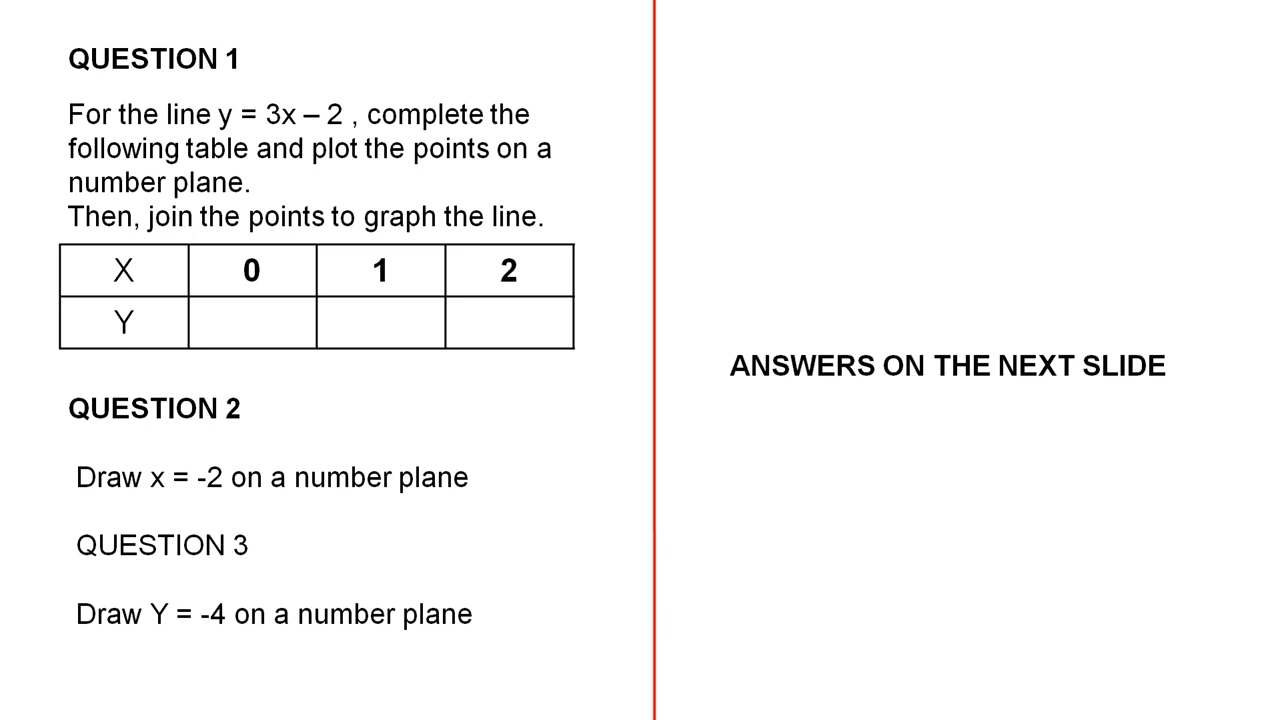 QUESTION 1
For the line y = 3x – 2 , complete the
following table and plot the points on a
number plane.
Then, join the points to graph the line.
X 0 1 2
Y
QUESTION 2
Draw x = -2 on a number plane
QUESTION 3
Draw Y = -4 on a number plane
ANSWERS ON THE NEXT SLIDE